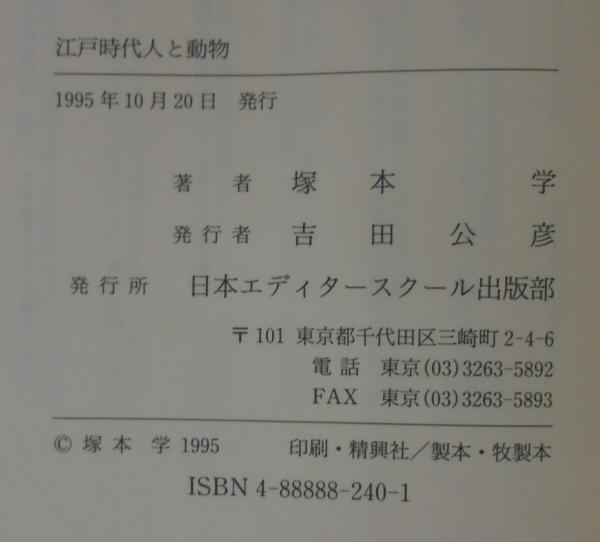 江戸時代人と動物
1995年10月20日 発行
著者 塚本学
発行者 吉田公彦
発行所 日本エディタースクール出版部
〒101 東京都千代田区三崎町2-4-6
電話 東京(03)3263-5892
FAX 東京(03)3263-5893
© 塚本 学 1995 印刷・精興社/製本・牧製本
ISBN 4-88888-240-1